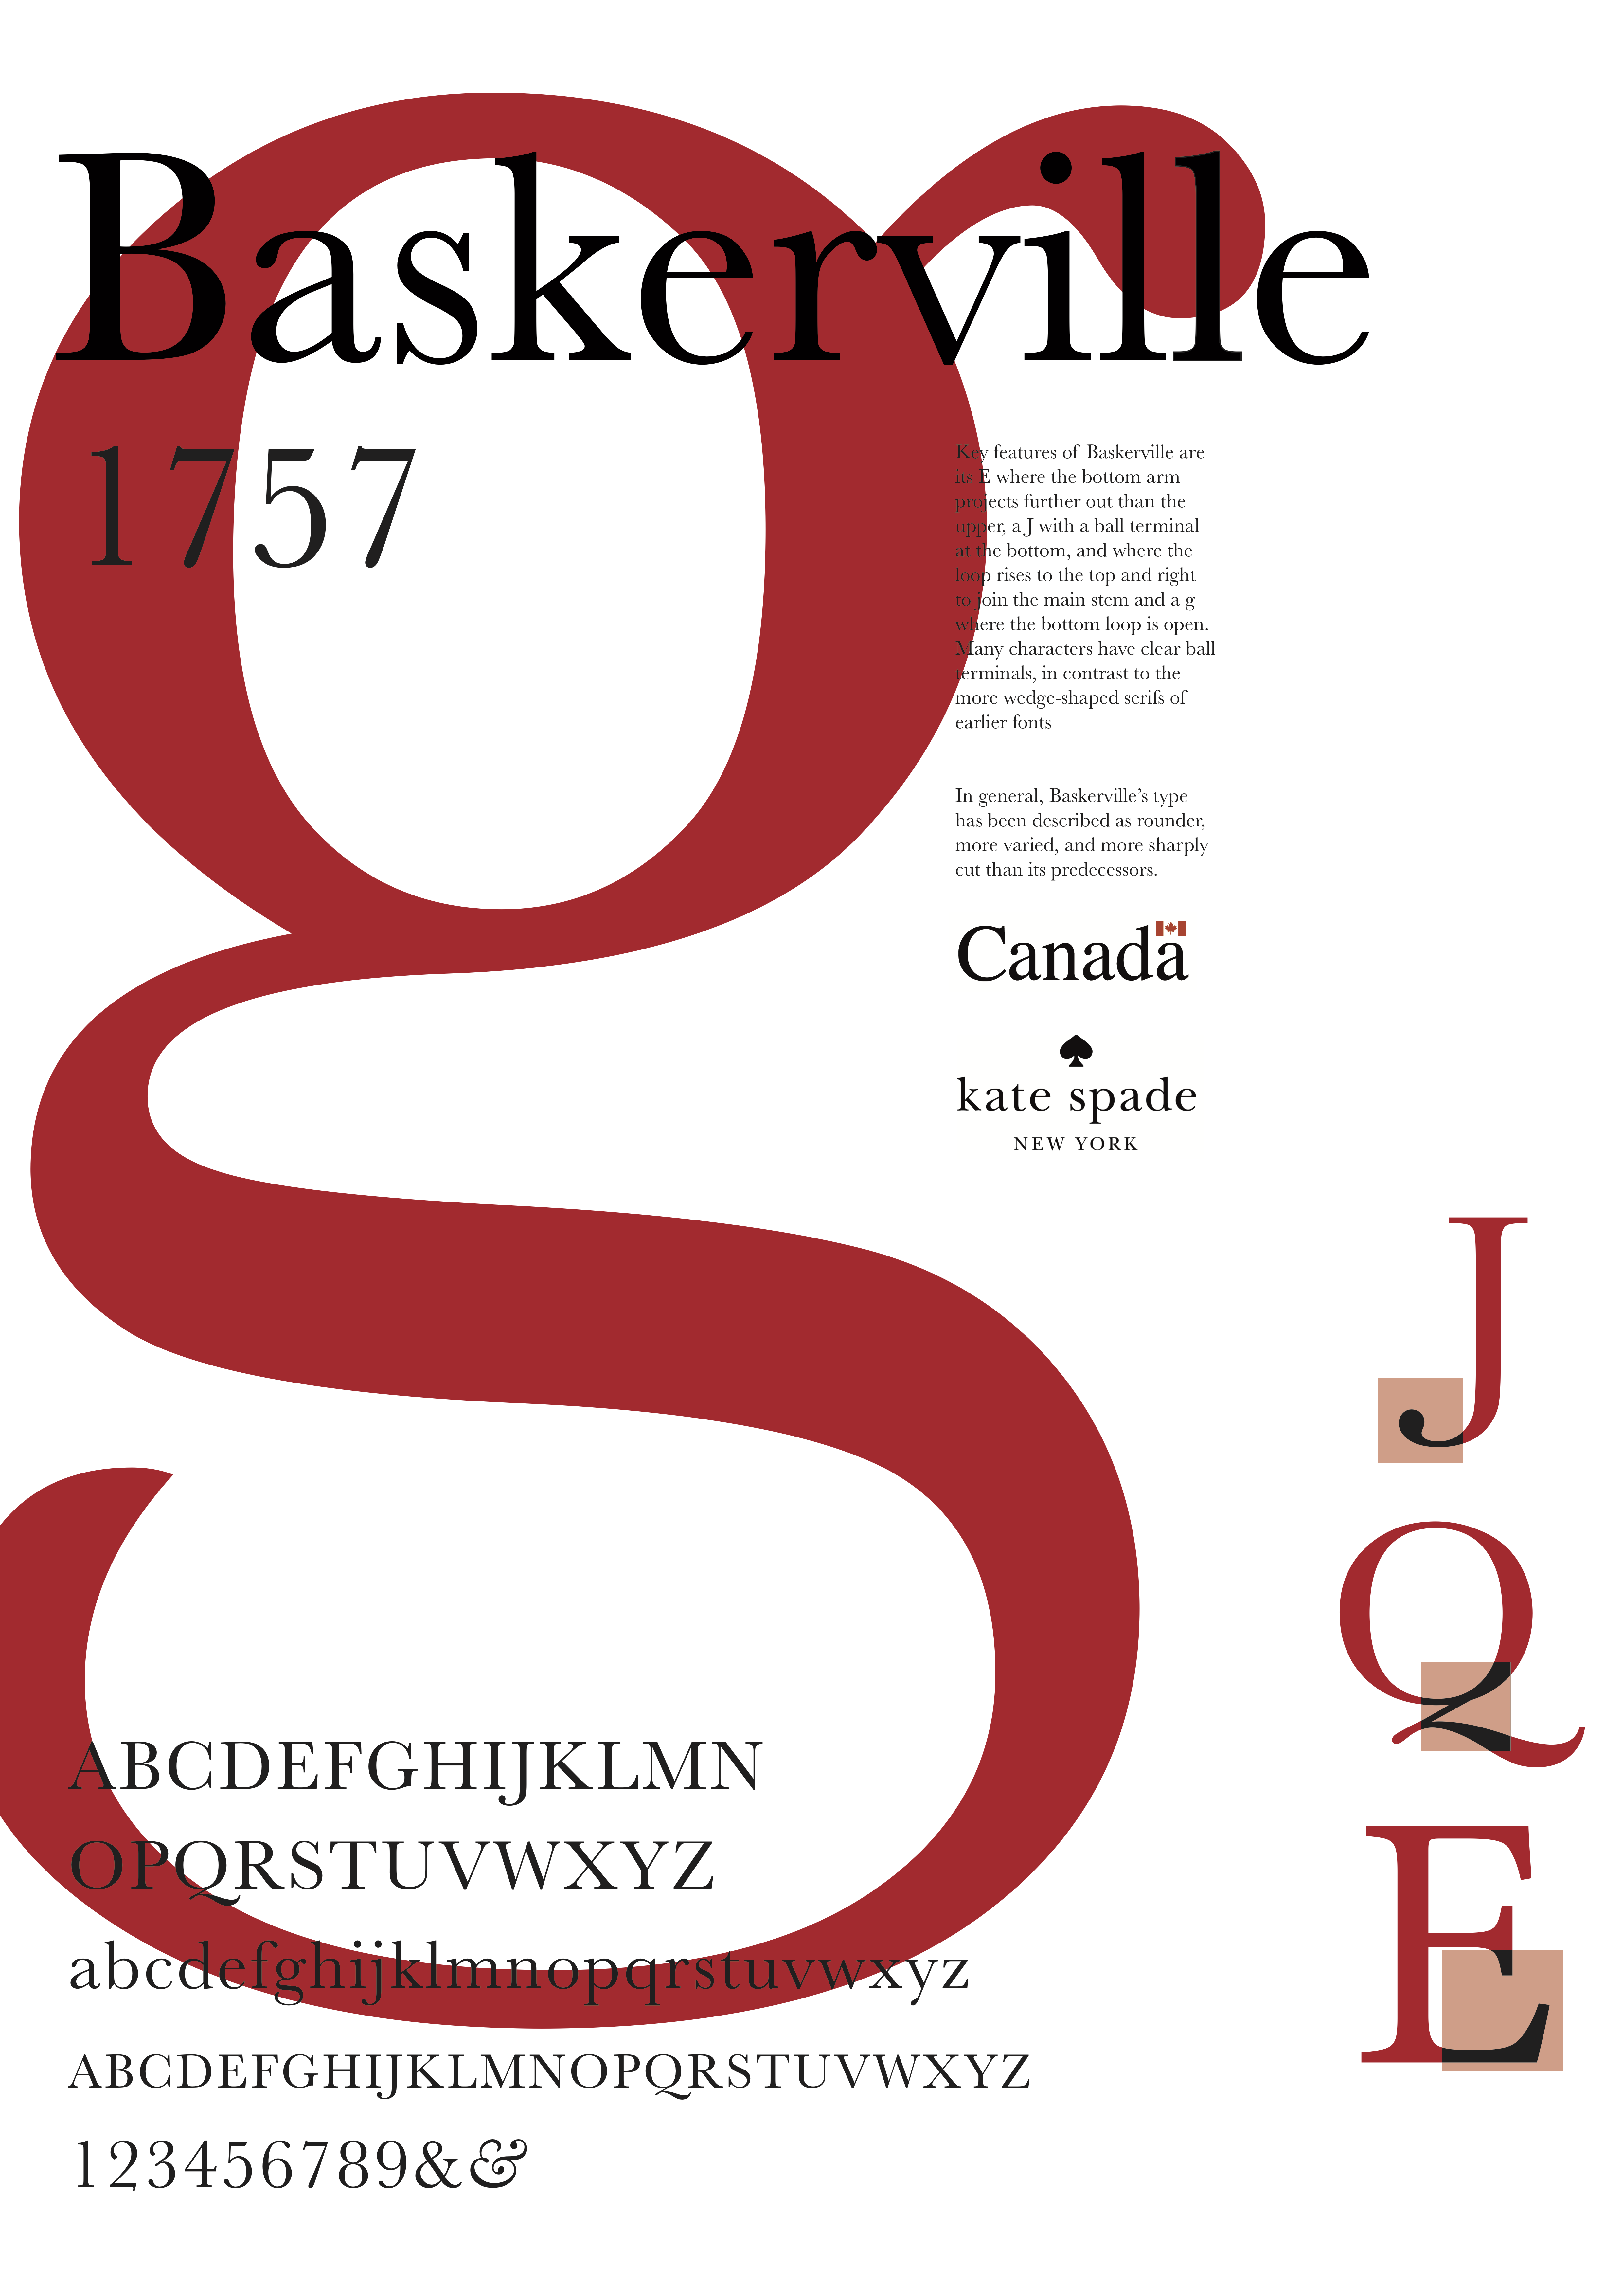 Baskerville
1757
Key features of Baskerville are
its E where the bottom arm
projects further out than the
upper, a J with a ball terminal
at the bottom, and where the
loop rises to the top and right
to join the main stem and a g
where the bottom loop is open.
Many characters have clear ball
terminals, in contrast to the
more wedge-shaped serifs of
earlier fonts
In general, Baskerville’s type
has been described as rounder,
more varied, and more sharply
cut than its predecessors.
Canada
kate spade
NEW YORK
g
J
Q
E
ABCDEFGHIJKLMN
OPQRSTUVWXYZ
abcdefghijklmnopqrstuvwxyz
ABCDEFGHIJKLMNOPQRSTUVWXYZ
123456789&&